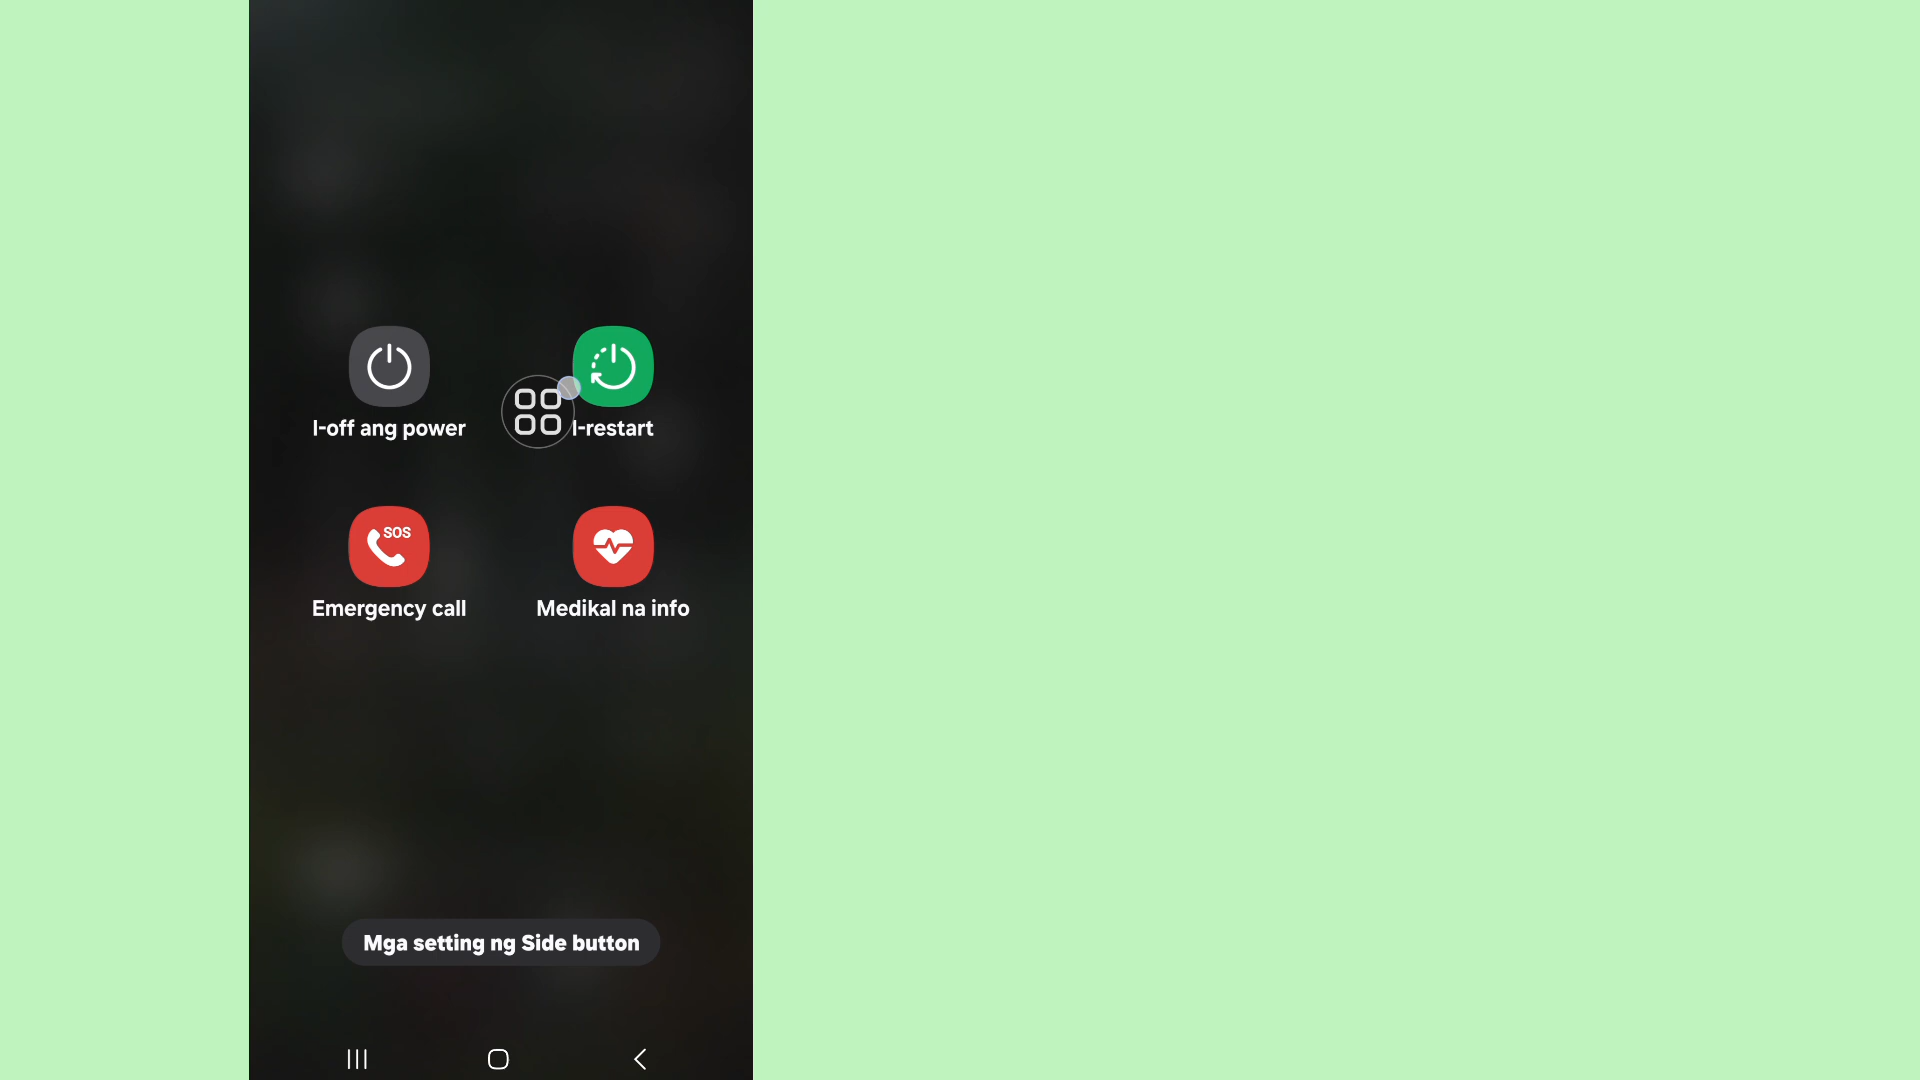 I-off ang power
I-restart
SOS
Emergency call
Medikal na info
Mga setting ng Side button